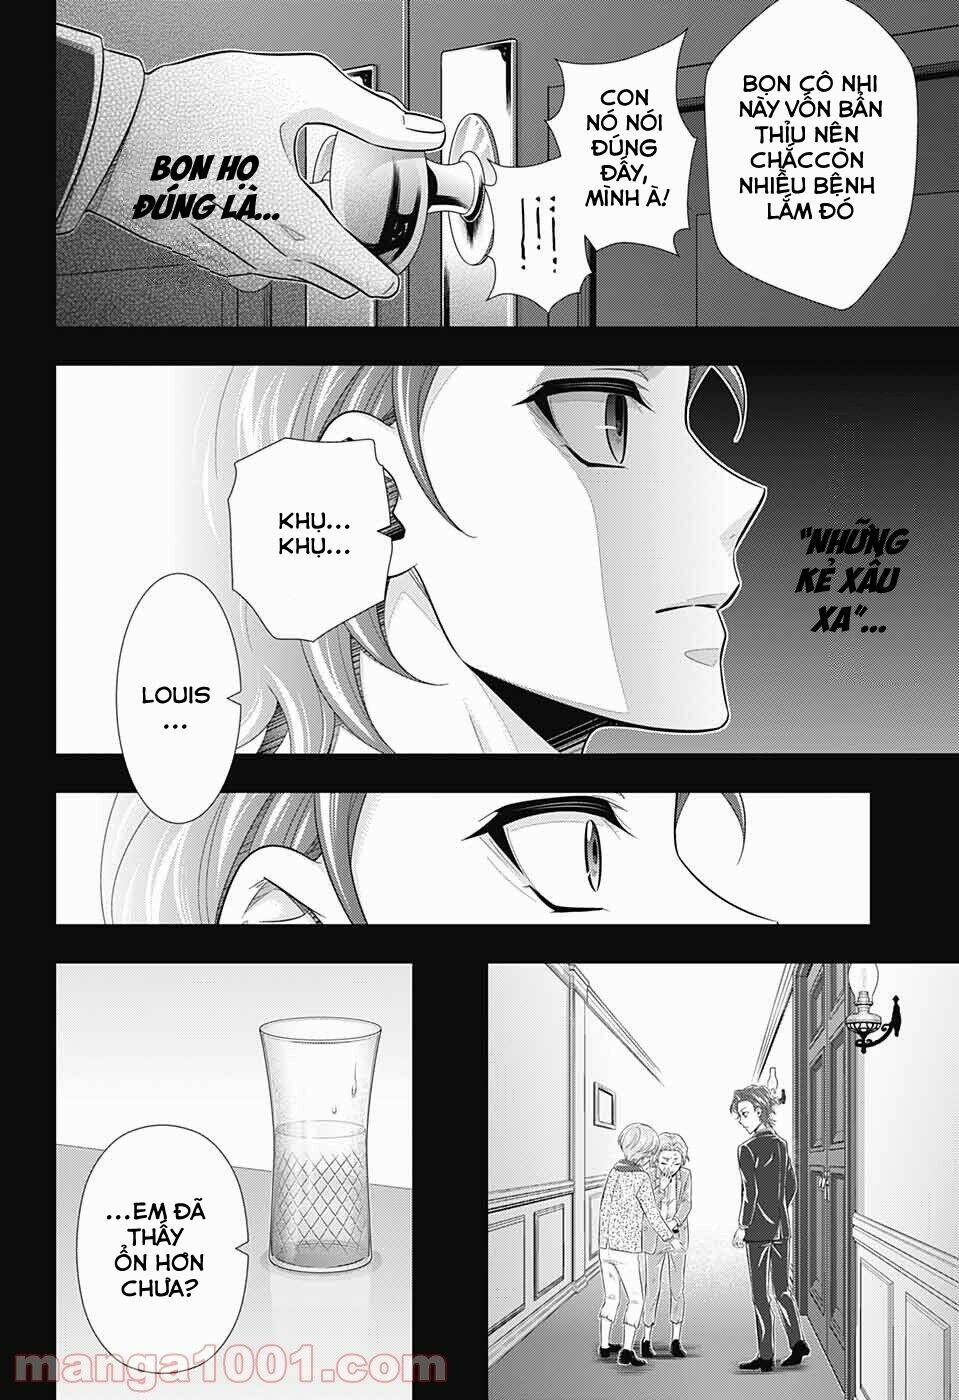 BỌN CÔ NHI
NÀY VỐN BẨN
THỈU NÊN
CHẮCCÒN
NHIỀU BỆNH
LẮM ĐÓ
CON
NÓ NÓI
ĐÚNG
ĐẤY,
MÌNH À!
BỌN HỌ
ĐÚNG LÀ...
"NHỮNG
KẺ XẤU
XA"...
KHỤ...
KHỤ...
LOUIS
...
...EM ĐÃ
THẤY
ỔN HƠN
CHƯA?
manga1001.com